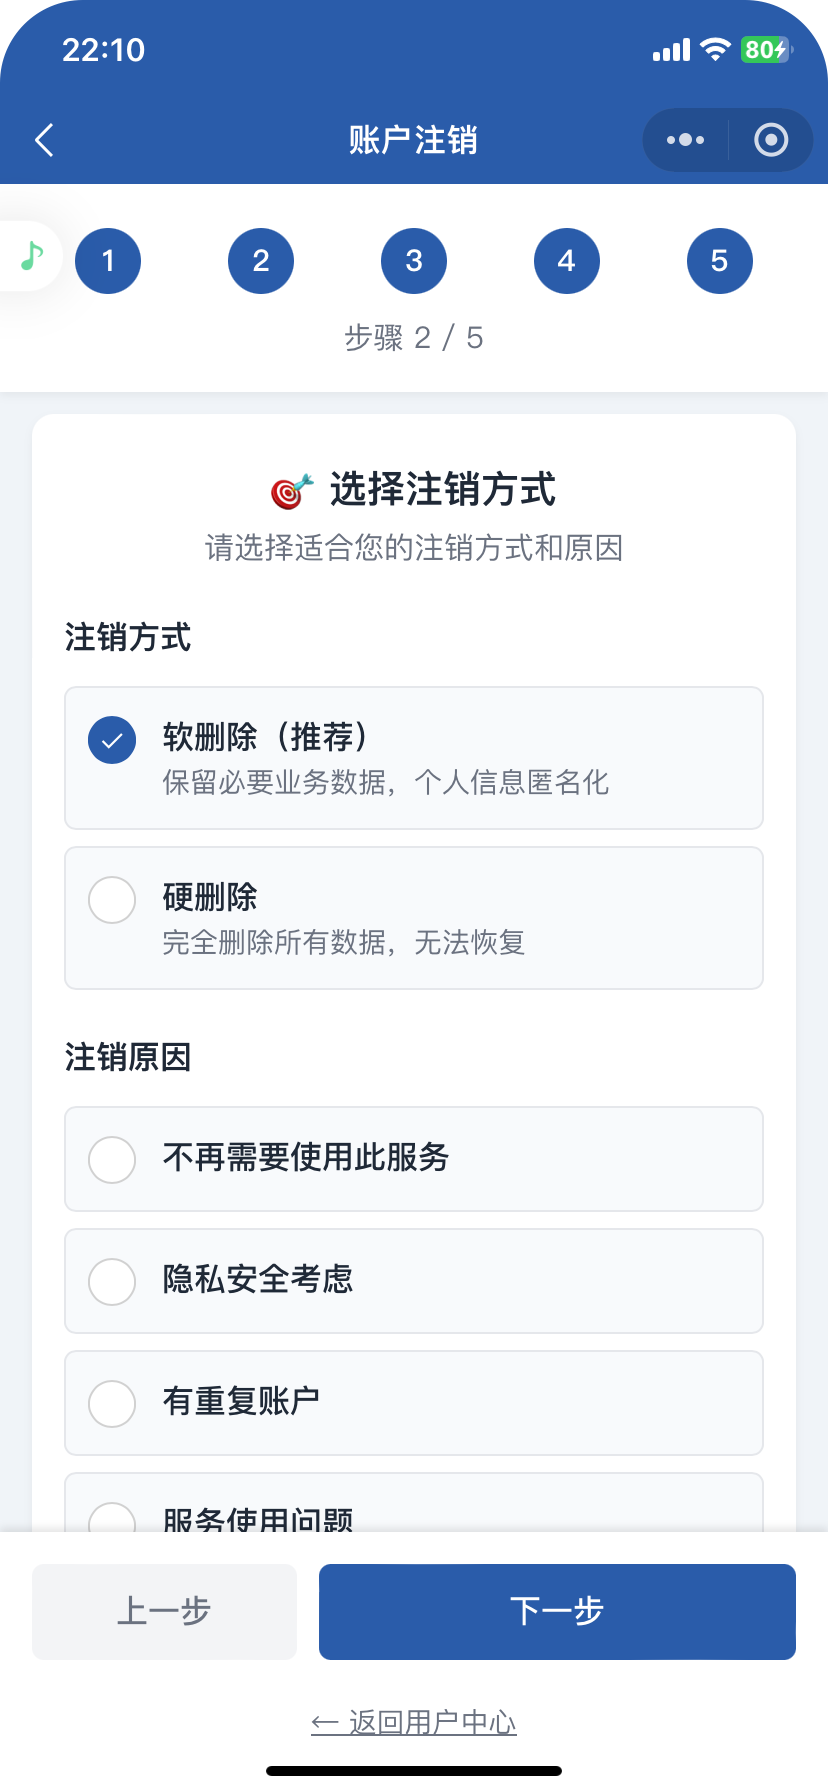 22:10
80
账户注销
1 2 3 4 5
步骤 2 / 5
选择注销方式
请选择适合您的注销方式和原因
注销方式
软删除（推荐）
保留必要业务数据，个人信息匿名化
硬删除
完全删除所有数据，无法恢复
注销原因
不再需要使用此服务
隐私安全考虑
有重复账户
服务使用问题
上一步
下一步
← 返回用户中心